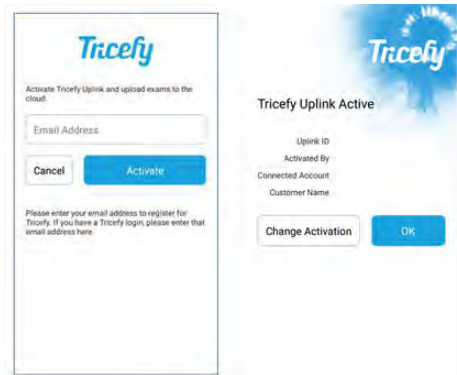 Tricefy
Activate Tricefy Uplink and upload exams to the
cloud.
Email Address
Cancel
Activate
Please enter your email address to register for
Tricefy. If you have a Tricefy login, please enter that
email address here
Tricefy
Tricefy Uplink Active
Uplink ID
Activated By
Connected Account
Customer Name
Change Activation
OK